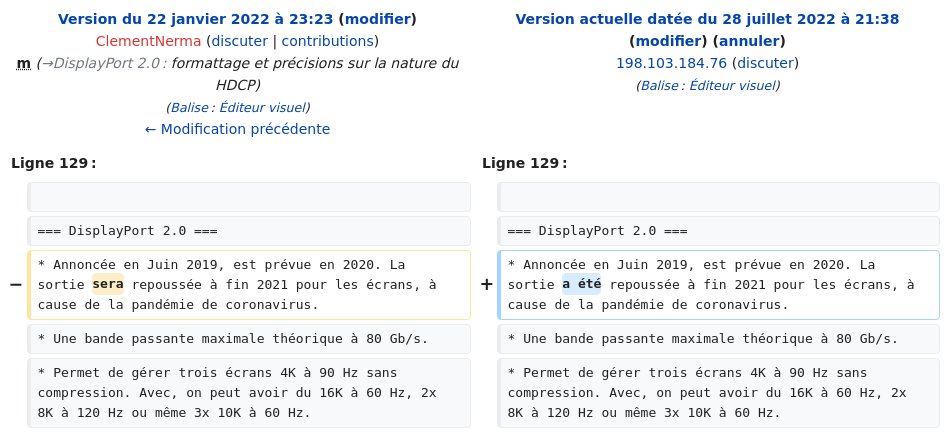 Version du 22 janvier 2022 à 23:23 (modifier)
ClementNerma (discuter | contributions)
m (→DisplayPort 2.0 : formattage et précisions sur la nature du
HDCP)
(Balise : Éditeur visuel)
← Modification précédente
Version actuelle datée du 28 juillet 2022 à 21:38
(modifier) (annuler)
198.103.184.76 (discuter)
(Balise : Éditeur visuel)
Ligne 129 :
Ligne 129 :
=== DisplayPort 2.0 ===
=== DisplayPort 2.0 ===
− * Annoncée en Juin 2019, est prévue en 2020. La
sortie sera repoussée à fin 2021 pour les écrans, à
cause de la pandémie de coronavirus.
+ * Annoncée en Juin 2019, est prévue en 2020. La
sortie a été repoussée à fin 2021 pour les écrans, à
cause de la pandémie de coronavirus.
* Une bande passante maximale théorique à 80 Gb/s.
* Une bande passante maximale théorique à 80 Gb/s.
* Permet de gérer trois écrans 4K à 90 Hz sans
compression. Avec, on peut avoir du 16K à 60 Hz, 2x
8K à 120 Hz ou même 3x 10K à 60 Hz.
* Permet de gérer trois écrans 4K à 90 Hz sans
compression. Avec, on peut avoir du 16K à 60 Hz, 2x
8K à 120 Hz ou même 3x 10K à 60 Hz.